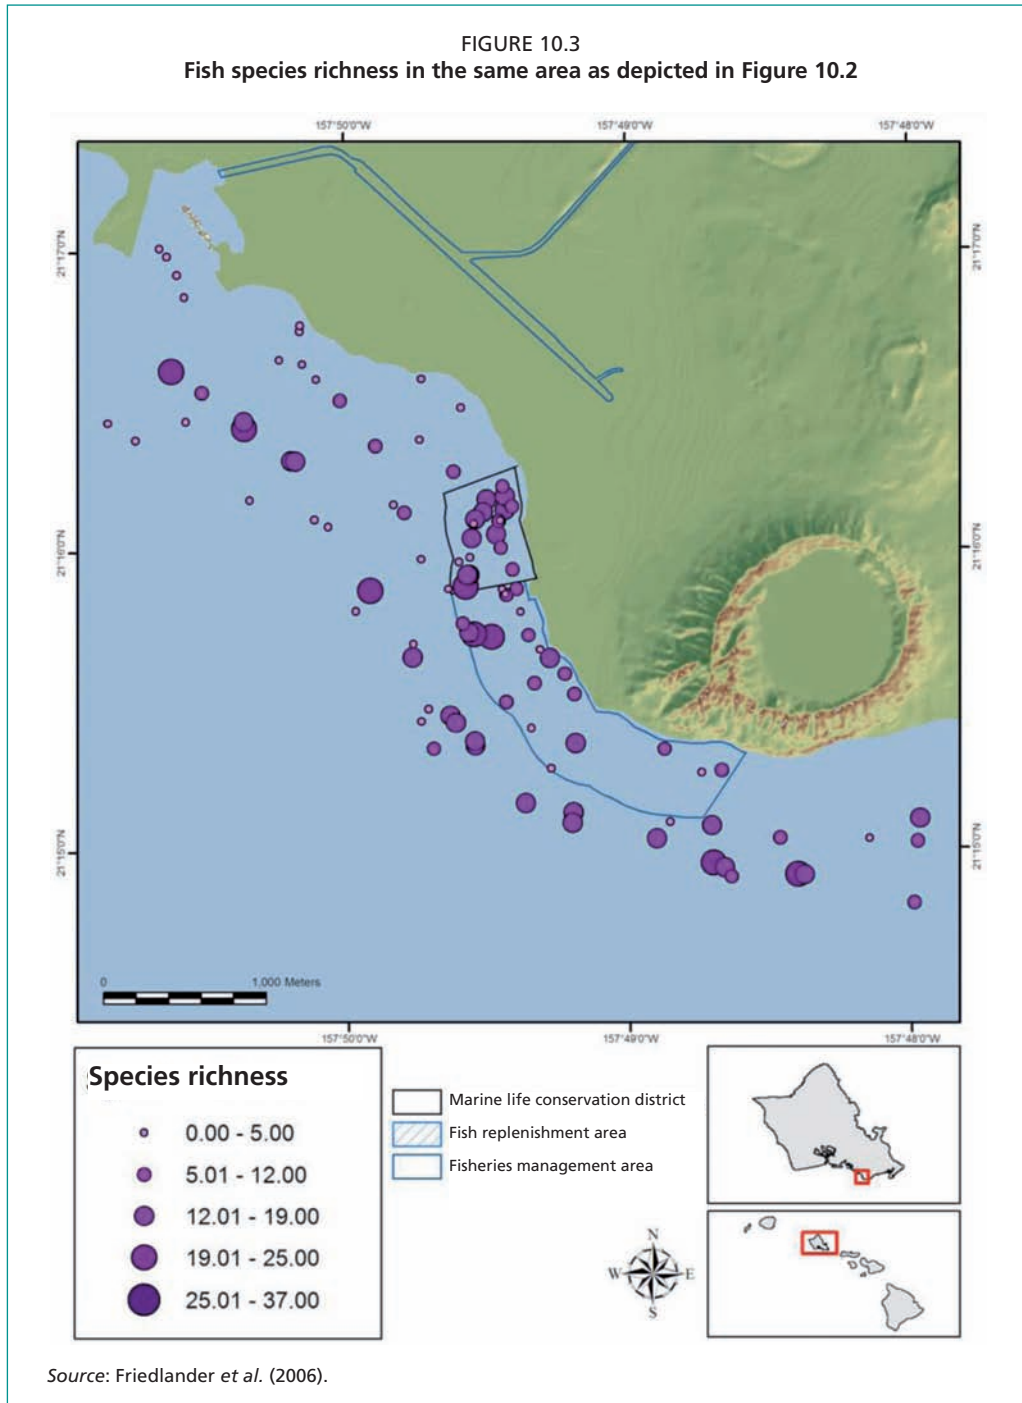 FIGURE 10.3
Fish species richness in the same area as depicted in Figure 10.2
157°50'0"W 157°49'0"W 157°48'0"W
21°17'0"N 21°17'0"N
21°16'0"N 21°16'0"N
21°15'0"N 21°15'0"N
0 1,000 Meters
157°50'0"W 157°49'0"W 157°48'0"W
Species richness
0.00 - 5.00
5.01 - 12.00
12.01 - 19.00
19.01 - 25.00
25.01 - 37.00
Marine life conservation district
Fish replenishment area
Fisheries management area
N
W E
S
Source: Friedlander et al. (2006).